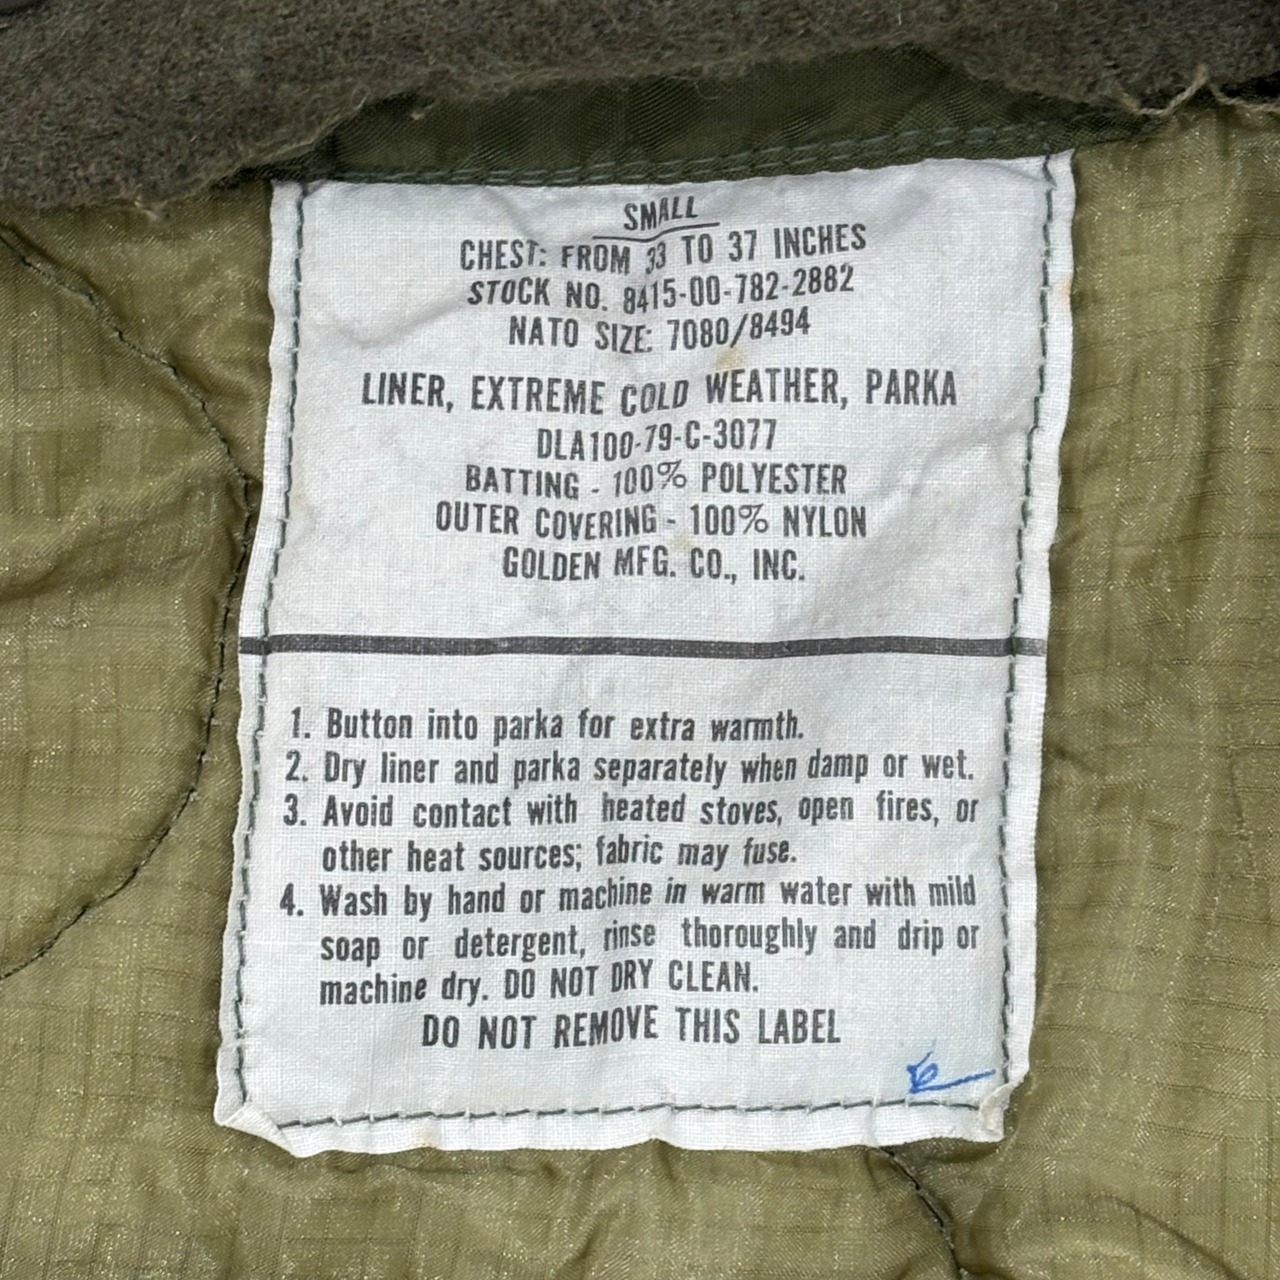 SMALL
CHEST: FROM 33 TO 37 INCHES
STOCK NO. 8415-00-782-2882
NATO SIZE: 7080/8494
LINER, EXTREME COLD WEATHER, PARKA
DLA100-79-C-3077
BATTING - 100% POLYESTER
OUTER COVERING - 100% NYLON
GOLDEN MFG. CO., INC.
1. Button into parka for extra warmth.
2. Dry liner and parka separately when damp or wet.
3. Avoid contact with heated stoves, open fires, or
other heat sources; fabric may fuse.
4. Wash by hand or machine in warm water with mild
soap or detergent, rinse thoroughly and drip or
machine dry. DO NOT DRY CLEAN.
DO NOT REMOVE THIS LABEL